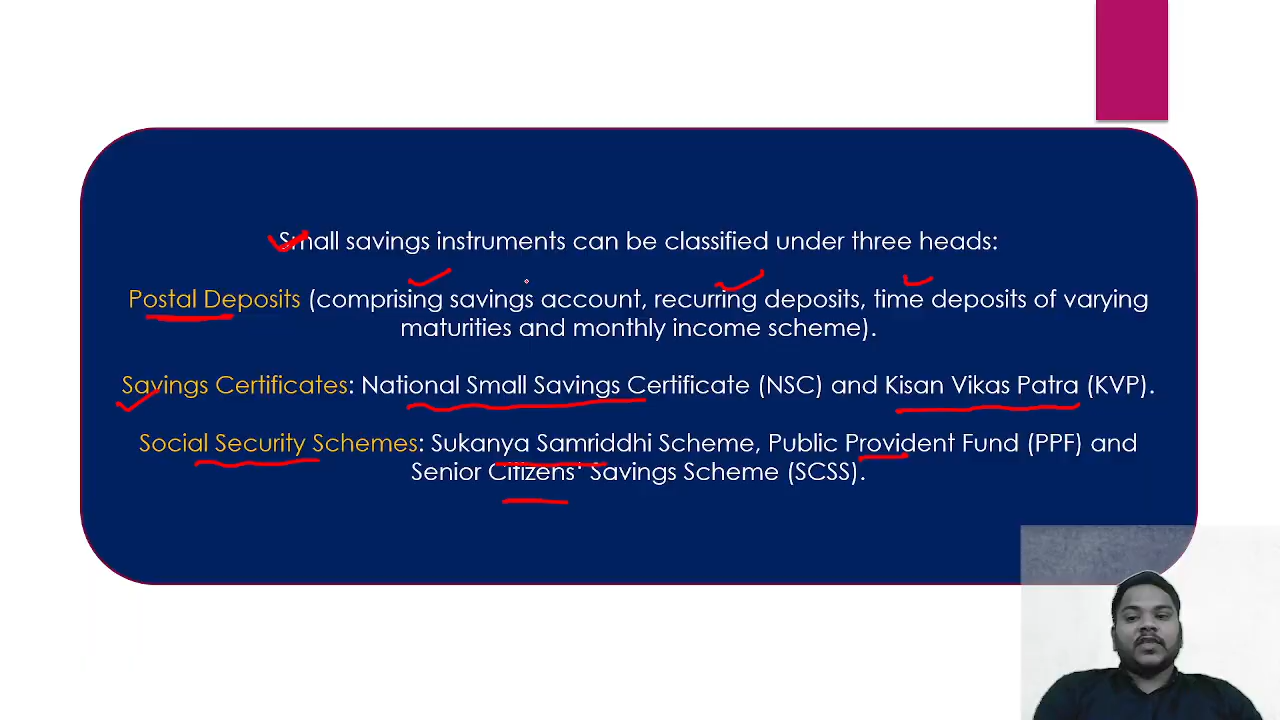 Small savings instruments can be classified under three heads:
Postal Deposits (comprising savings account, recurring deposits, time deposits of varying
maturities and monthly income scheme).
Savings Certificates: National Small Savings Certificate (NSC) and Kisan Vikas Patra (KVP).
Social Security Schemes: Sukanya Samriddhi Scheme, Public Provident Fund (PPF) and
Senior Citizens' Savings Scheme (SCSS).